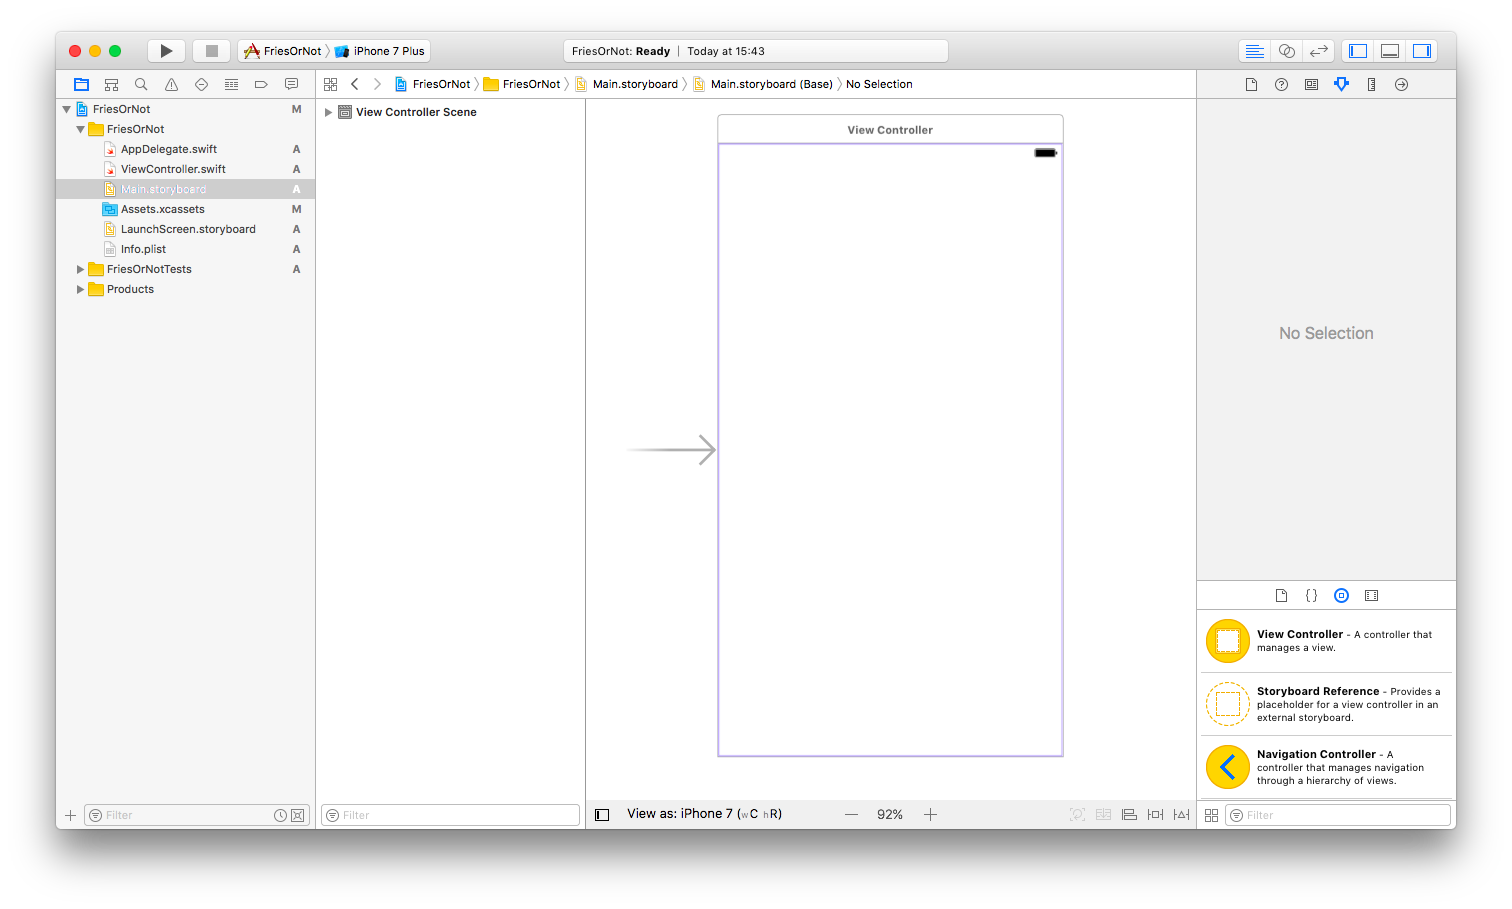 FriesOrNot 〉 iPhone 7 Plus
FriesOrNot: Ready | Today at 15:43
FriesOrNot 〉 FriesOrNot 〉 Main.storyboard 〉 Main.storyboard (Base) 〉 No Selection
FriesOrNot M
FriesOrNot
AppDelegate.swift A
ViewController.swift A
Main.storyboard A
Assets.xcassets M
LaunchScreen.storyboard A
Info.plist A
FriesOrNotTests A
Products
Filter
View Controller Scene
Filter
View Controller
View as: iPhone 7 (wC hR)
— 92% +
No Selection
{}
View Controller - A controller that
manages a view.
Storyboard Reference - Provides a
placeholder for a view controller in an
external storyboard.
Navigation Controller - A
controller that manages navigation
through a hierarchy of views.
Filter